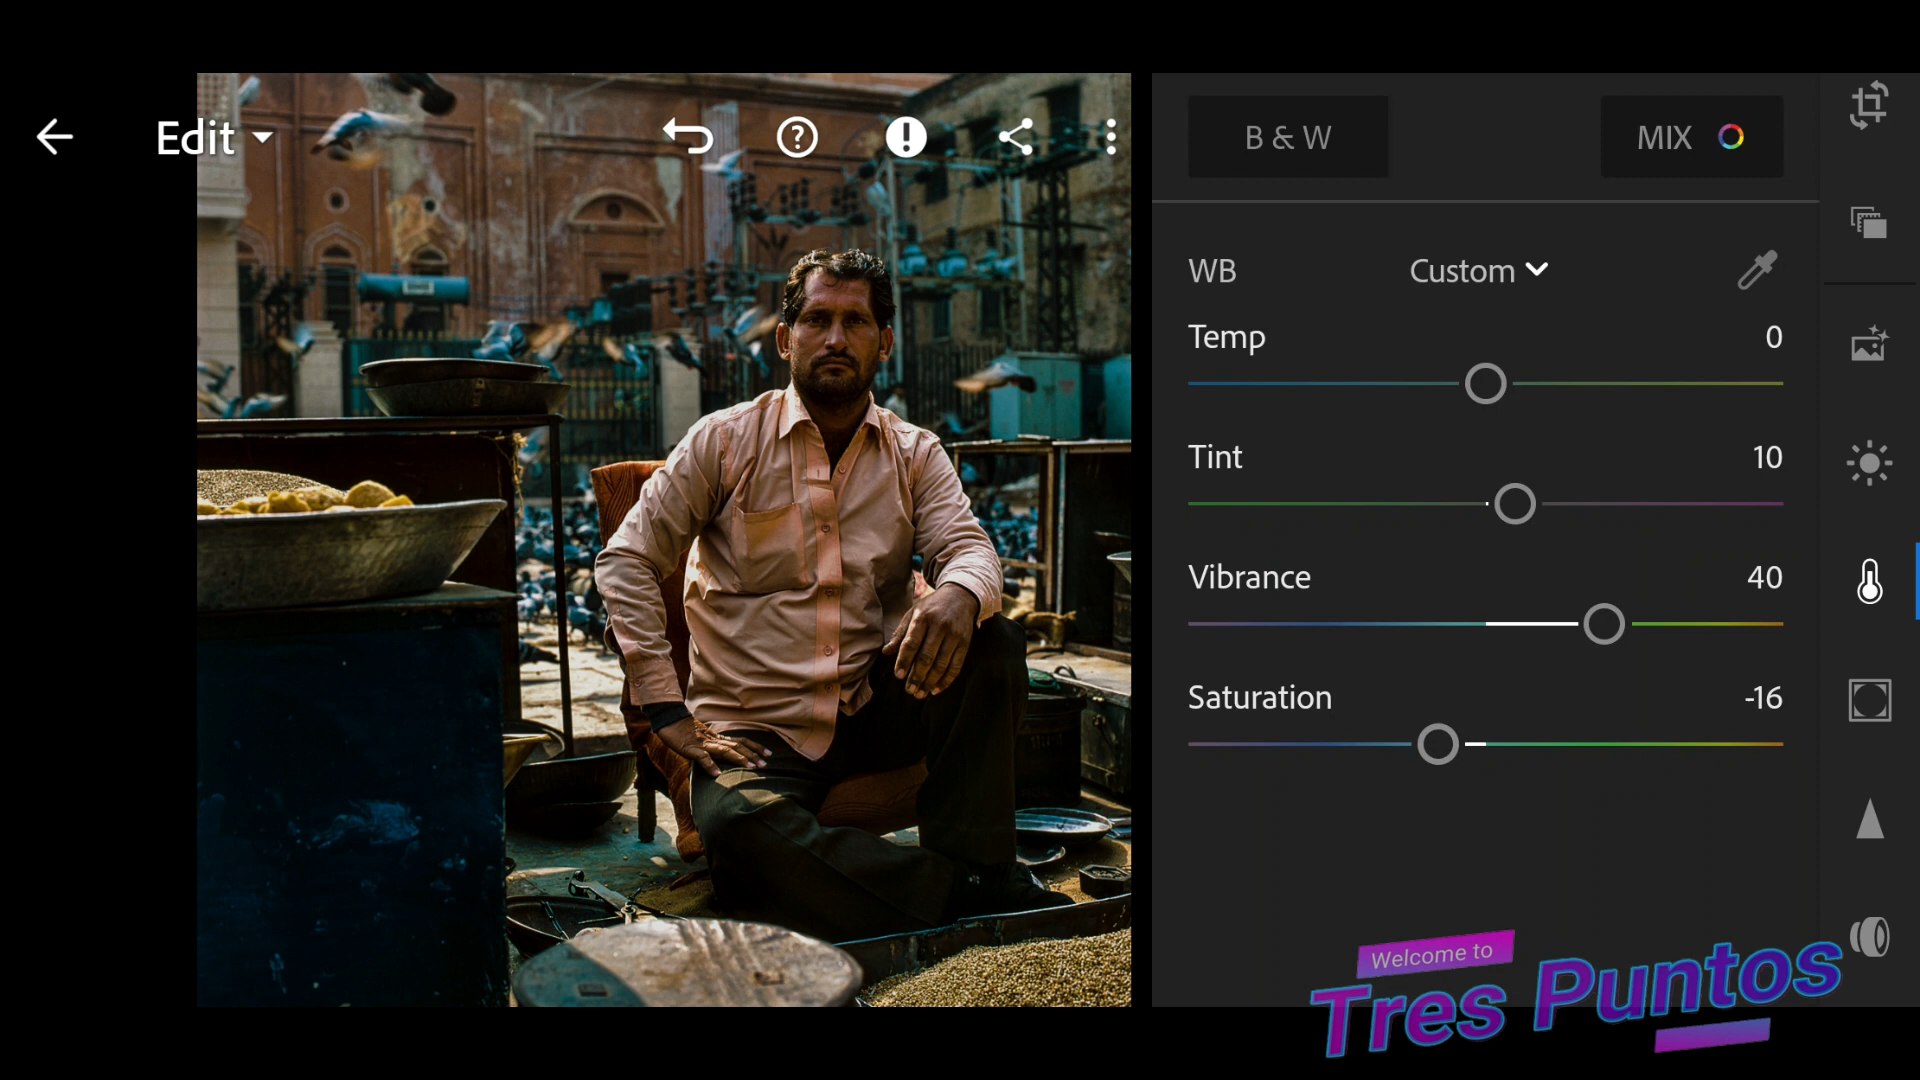 Edit
B & W
MIX
WB Custom
Temp 0
Tint 10
Vibrance 40
Saturation -16
Welcome to
Tres Puntos